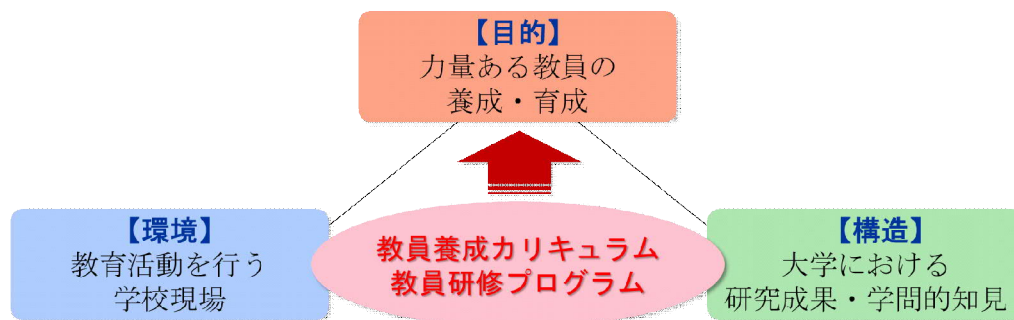 【目的】
力量ある教員の
養成・育成
【環境】
教育活動を行う
学校現場
教員養成カリキュラム
教員研修プログラム
【構造】
大学における
研究成果・学問的知見